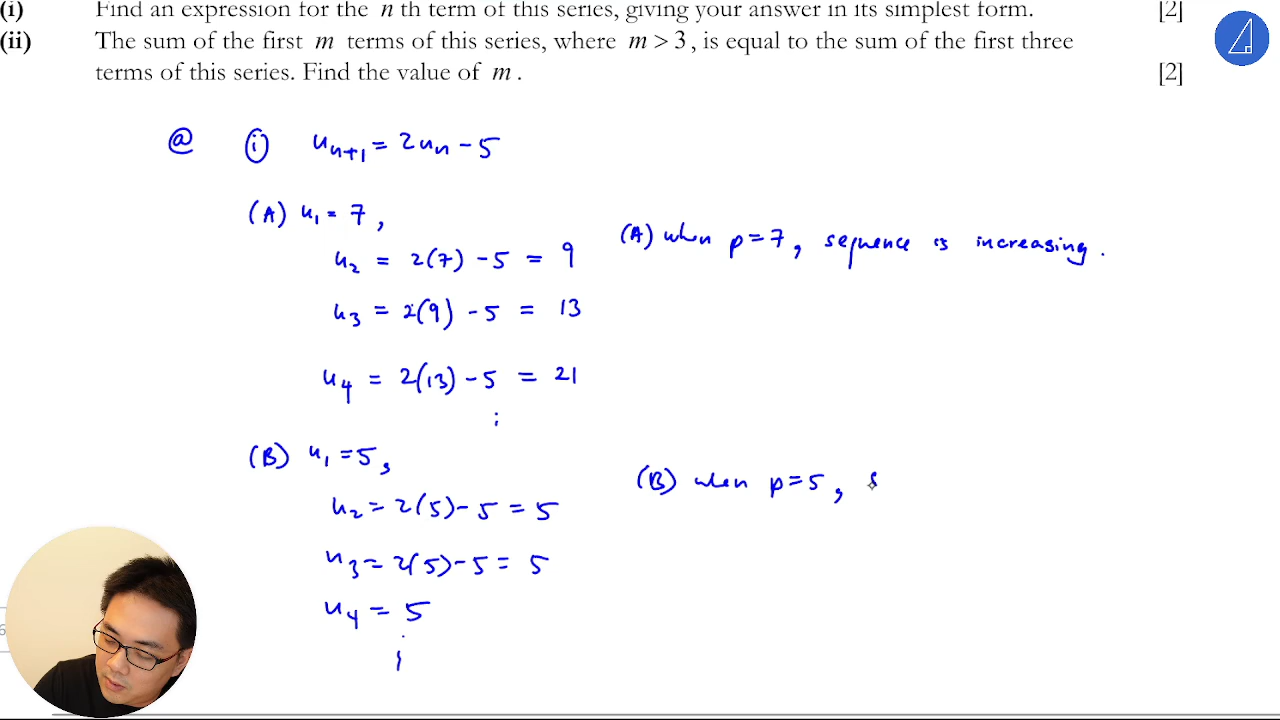 (i) Find an expression for the n th term of this series, giving your answer in its simplest form. [2]
(ii) The sum of the first m terms of this series, where m > 3, is equal to the sum of the first three
terms of this series. Find the value of m. [2]
@ (i) uₙ₊₁ = 2uₙ - 5
(A) u₁ = 7,
u₂ = 2(7) - 5 = 9
u₃ = 2(9) - 5 = 13
u₄ = 2(13) - 5 = 21
⋮
(A) when p=7, sequence is increasing.
(B) u₁ = 5,
u₂ = 2(5) - 5 = 5
u₃ = 2(5) - 5 = 5
u₄ = 5
⋮
(B) when p=5, s
6